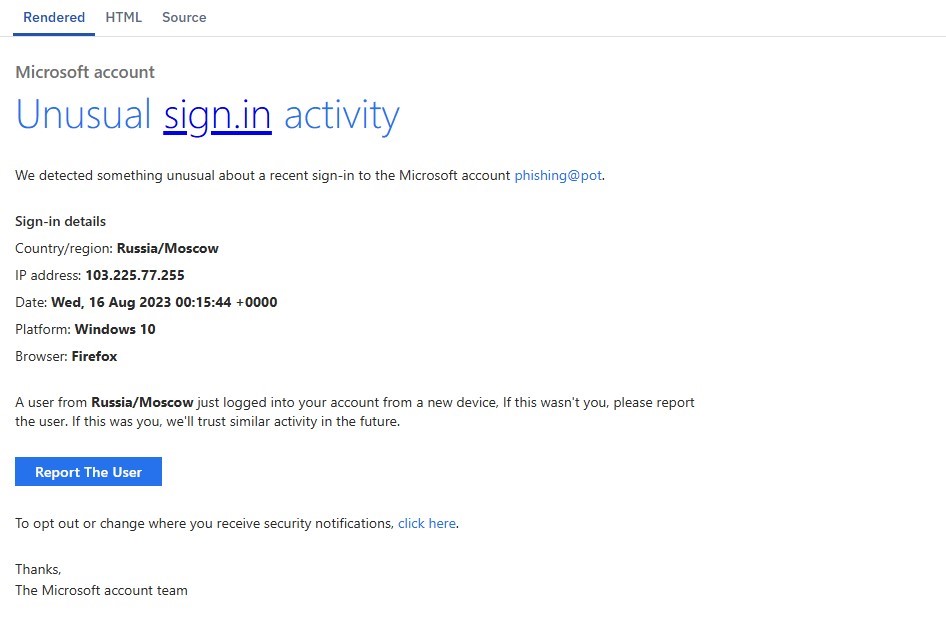 Rendered HTML Source
Microsoft account
Unusual sign.in activity
We detected something unusual about a recent sign-in to the Microsoft account phishing@pot.
Sign-in details
Country/region: Russia/Moscow
IP address: 103.225.77.255
Date: Wed, 16 Aug 2023 00:15:44 +0000
Platform: Windows 10
Browser: Firefox
A user from Russia/Moscow just logged into your account from a new device, If this wasn't you, please report
the user. If this was you, we'll trust similar activity in the future.
Report The User
To opt out or change where you receive security notifications, click here.
Thanks,
The Microsoft account team